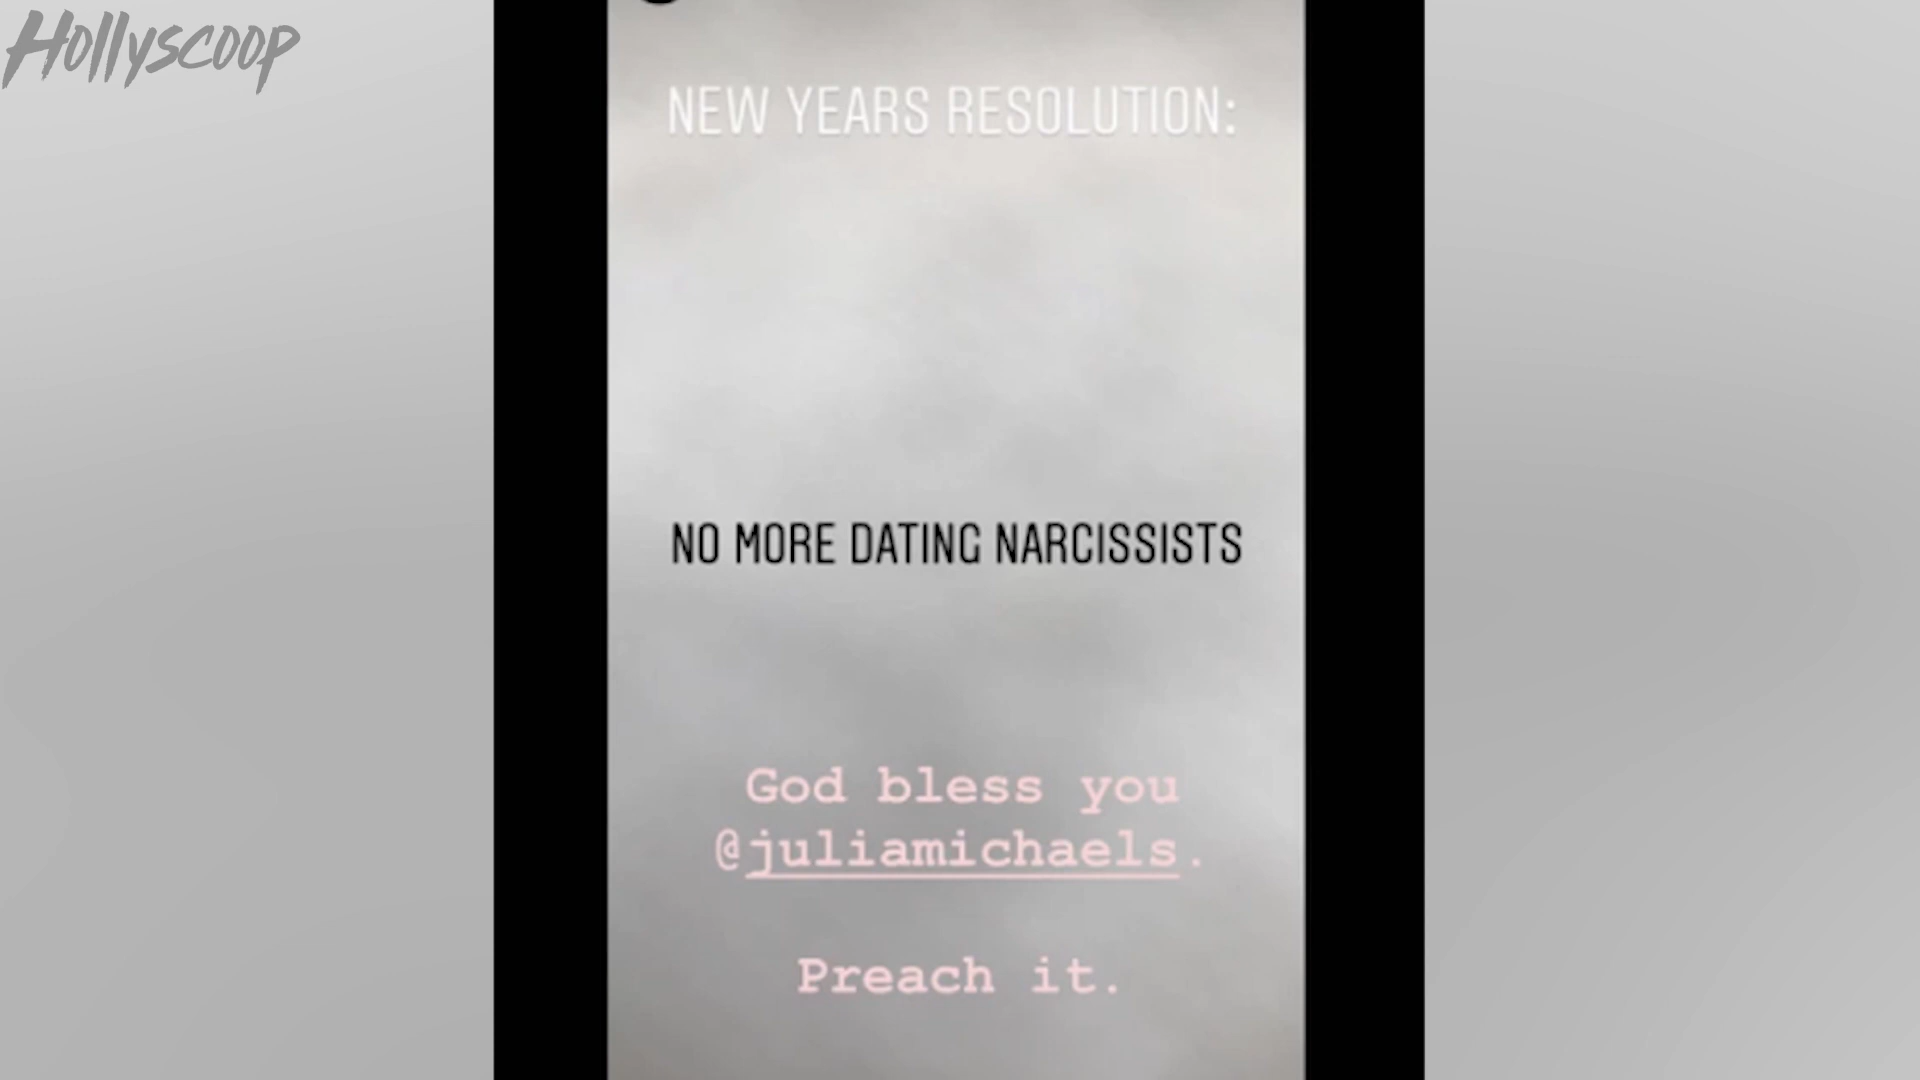 Hollyscoop
NEW YEARS RESOLUTION:
NO MORE DATING NARCISSISTS
God bless you
@juliamichaels.
Preach it.